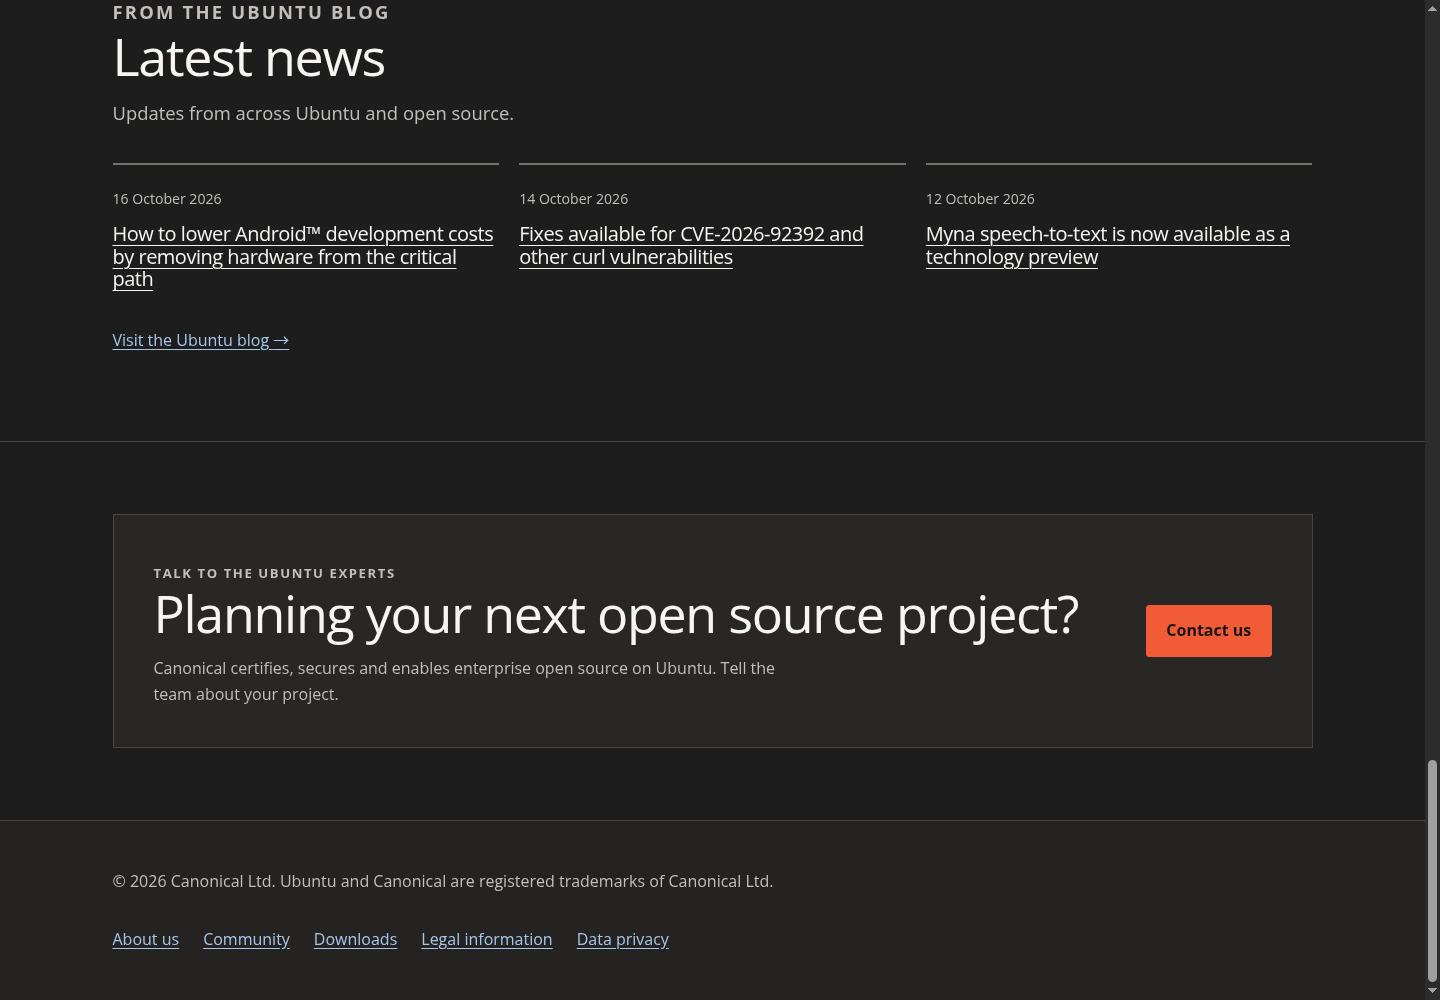 FROM THE UBUNTU BLOG
Latest news
Updates from across Ubuntu and open source.
16 October 2026
How to lower Android™ development costs
by removing hardware from the critical
path
14 October 2026
Fixes available for CVE-2026-92392 and
other curl vulnerabilities
12 October 2026
Myna speech-to-text is now available as a
technology preview
Visit the Ubuntu blog →
TALK TO THE UBUNTU EXPERTS
Planning your next open source project?
Canonical certifies, secures and enables enterprise open source on Ubuntu. Tell the
team about your project.
Contact us
© 2026 Canonical Ltd. Ubuntu and Canonical are registered trademarks of Canonical Ltd.
About us Community Downloads Legal information Data privacy